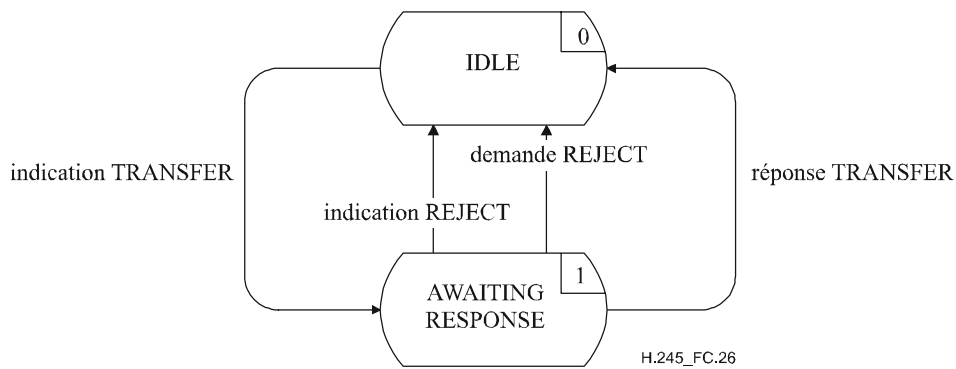 0
IDLE
demande REJECT
indication TRANSFER
réponse TRANSFER
indication REJECT
1
AWAITING
RESPONSE
H.245_FC.26